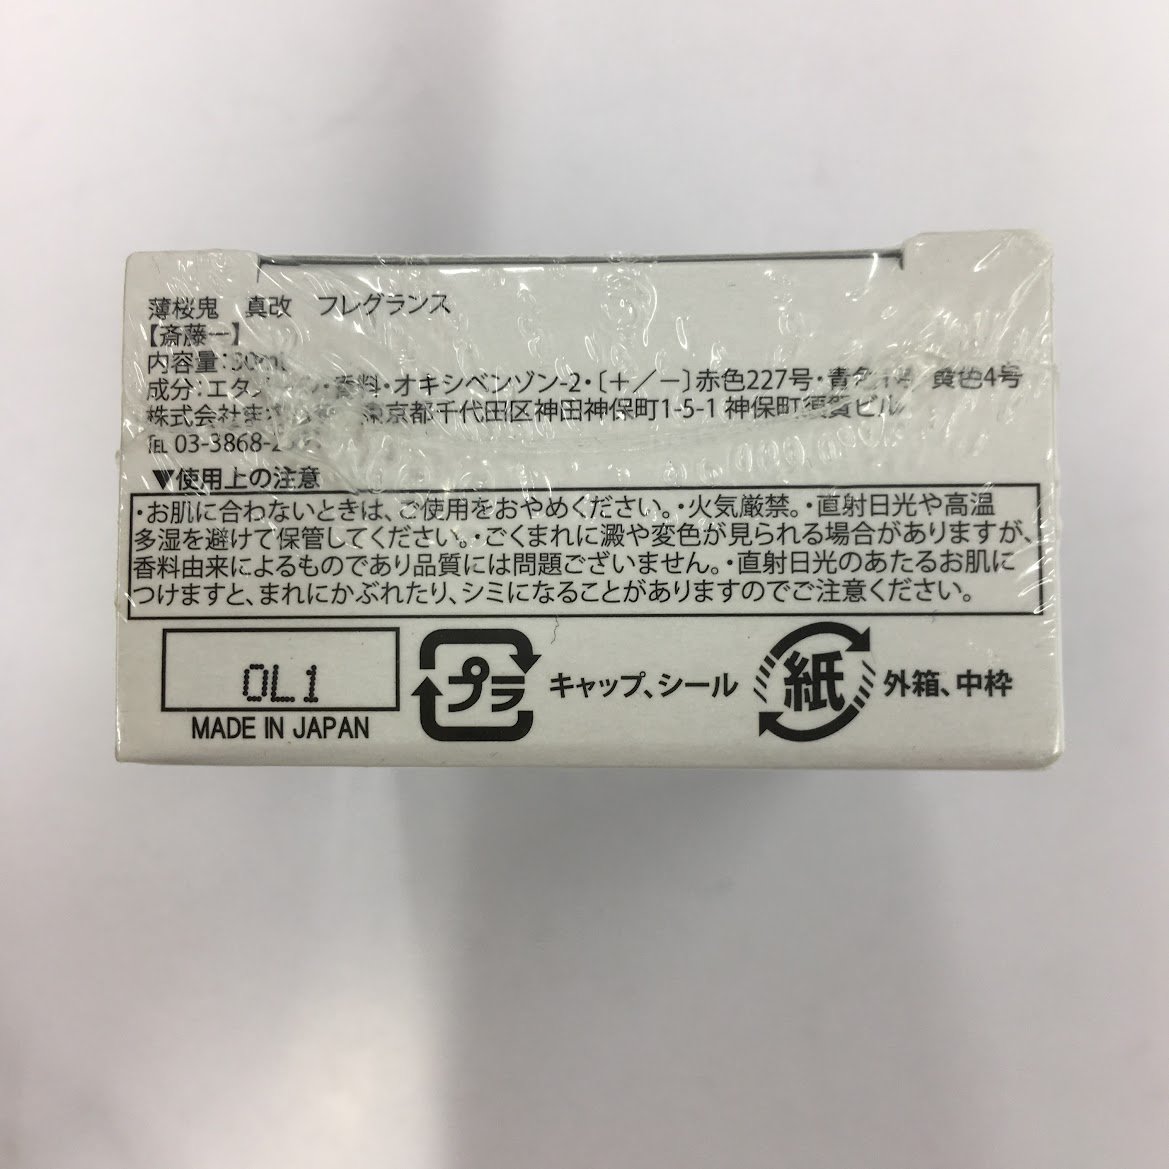 薄桜鬼　真改　フレグランス
【斎藤一】
内容量：30mL
成分：エタノ ・香料・オキシベンゾン-2・〔＋／－〕赤色227号・青色1号 黄色4号
株式会社 東京都千代田区神田神保町1-5-1 神保町須賀ビル
℡ 03-3868-2
▼使用上の注意
・お肌に合わないときは、ご使用をおやめください。・火気厳禁。・直射日光や高温
多湿を避けて保管してください。・ごくまれに澱や変色が見られる場合がありますが、
香料由来によるものであり品質には問題ございません。・直射日光のあたるお肌に
つけますと、まれにかぶれたり、シミになることがありますのでご注意ください。
0L1
MADE IN JAPAN
プラ キャップ、シール
紙 外箱、中枠